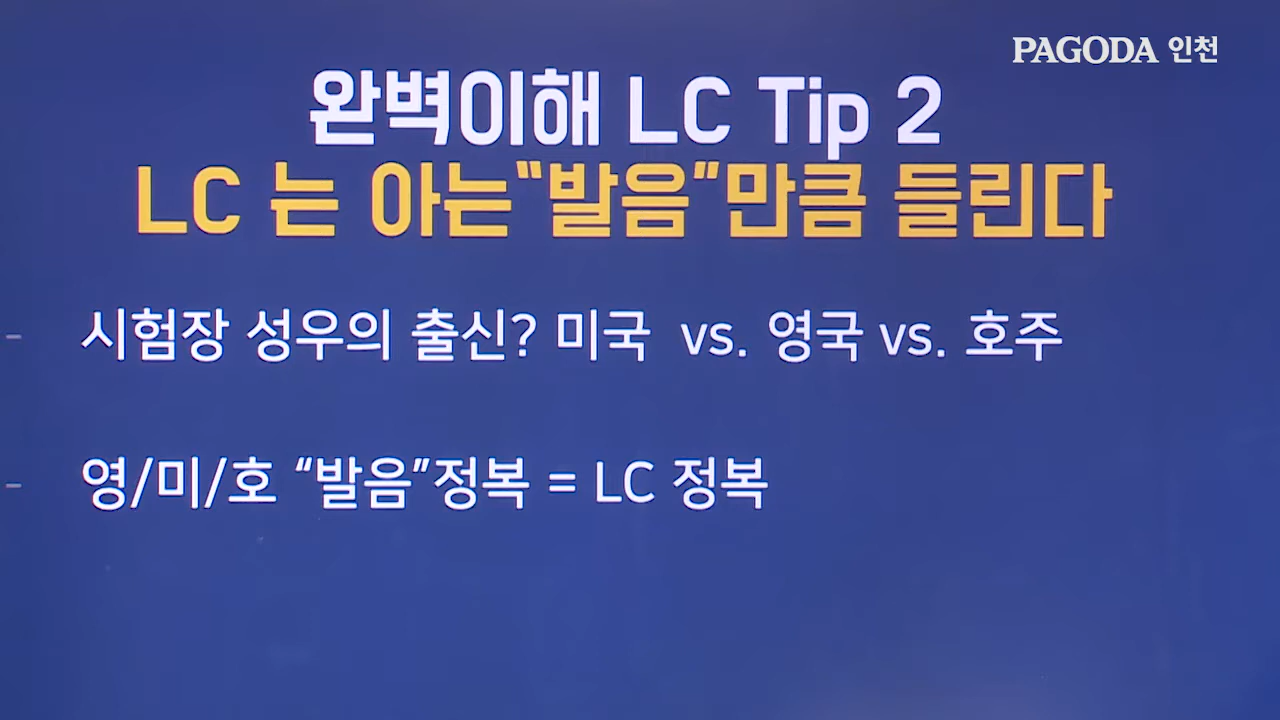 PAGODA 인천
완벽이해 LC Tip 2
LC 는 아는"발음"만큼 들린다
- 시험장 성우의 출신? 미국 vs. 영국 vs. 호주
- 영/미/호 "발음"정복 = LC 정복